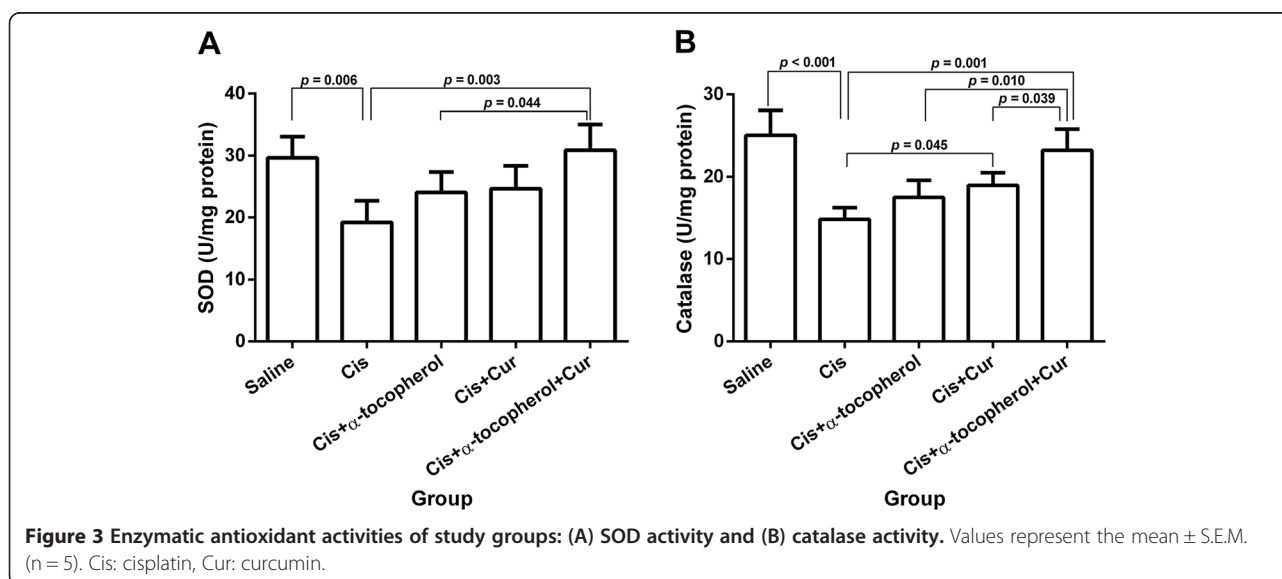 A
p = 0.006
p = 0.003
p = 0.044
SOD (U/mg protein)
40
30
20
10
0
Saline
Cis
Cis+α-tocopherol
Cis+Cur
Cis+α-tocopherol+Cur
Group
B
p < 0.001
p = 0.001
p = 0.010
p = 0.039
p = 0.045
Catalase (U/mg protein)
30
20
10
0
Saline
Cis
Cis+α-tocopherol
Cis+Cur
Cis+α-tocopherol+Cur
Group
Figure 3 Enzymatic antioxidant activities of study groups: (A) SOD activity and (B) catalase activity. Values represent the mean ± S.E.M.
(n = 5). Cis: cisplatin, Cur: curcumin.